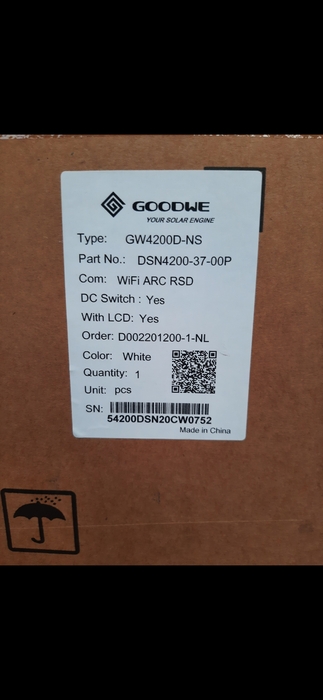 GOODWE
YOUR SOLAR ENGINE
Type: GW4200D-NS
Part No.: DSN4200-37-00P
Com: WiFi ARC RSD
DC Switch : Yes
With LCD: Yes
Order: D002201200-1-NL
Color: White
Quantity: 1
Unit: pcs
SN:
54200DSN20CW0752
Made in China